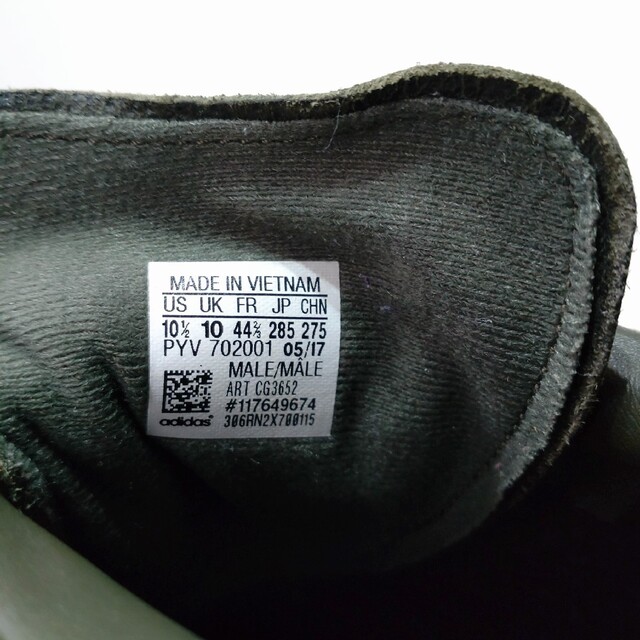 MADE IN VIETNAM
US UK FR JP CHN
10½ 10 44⅔ 285 275
PYV 702001 05/17
MALE/MÂLE
ART CG3652
#117649674
adidas 306RN2X700115